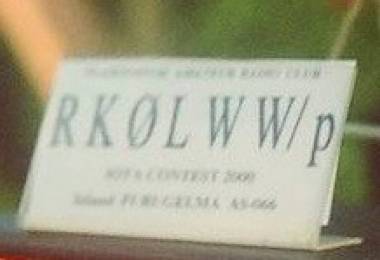 AMATEUR RADIO CLUB
RKØLWW/p
IOTA CONTEST 2000
Island FURUGELMA AS-066